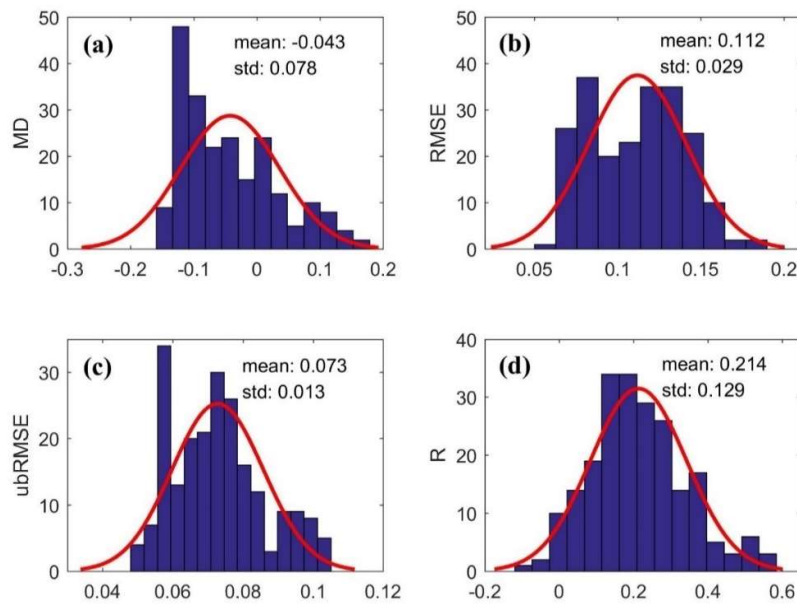 (a)
mean: -0.043
std: 0.078
MD
50
40
30
20
10
0
-0.3 -0.2 -0.1 0 0.1 0.2
(b)
mean: 0.112
std: 0.029
RMSE
50
40
30
20
10
0
0.05 0.1 0.15 0.2
(c)
mean: 0.073
std: 0.013
ubRMSE
30
20
10
0
0.04 0.06 0.08 0.1 0.12
(d)
mean: 0.214
std: 0.129
R
40
30
20
10
0
-0.2 0 0.2 0.4 0.6